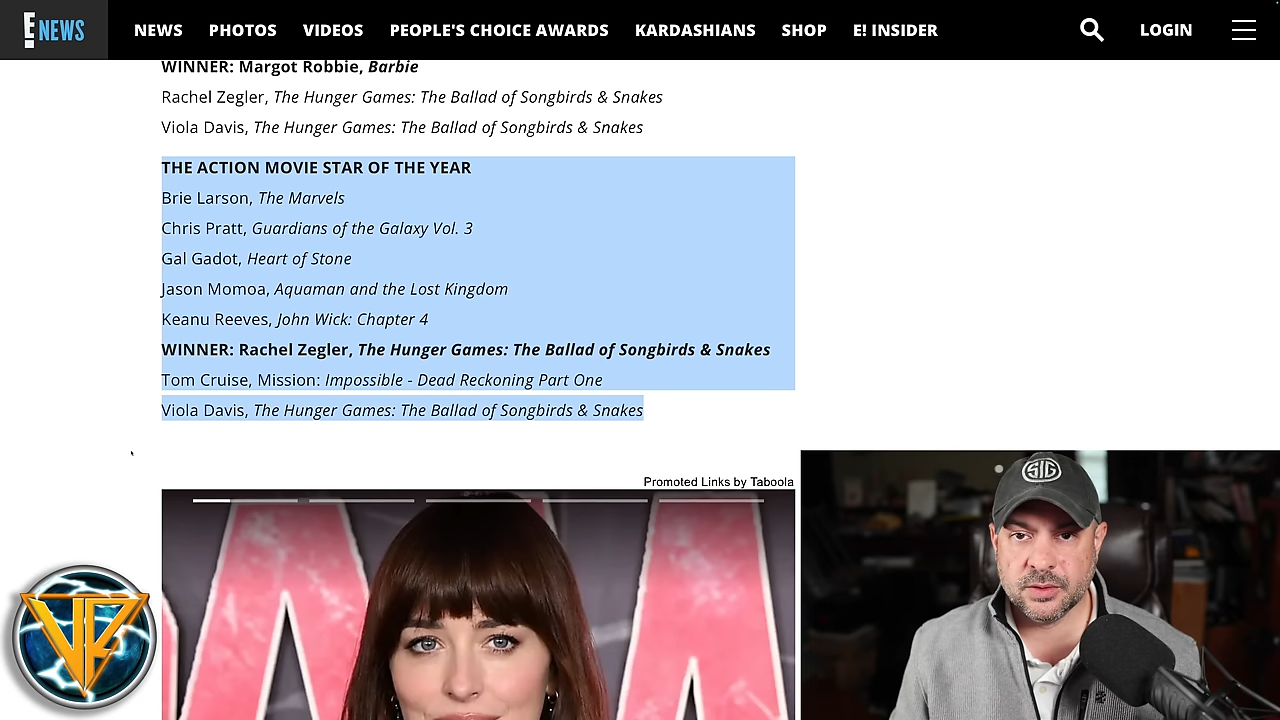 E! NEWS
NEWS PHOTOS VIDEOS PEOPLE'S CHOICE AWARDS KARDASHIANS SHOP E! INSIDER LOGIN
WINNER: Margot Robbie, Barbie
Rachel Zegler, The Hunger Games: The Ballad of Songbirds & Snakes
Viola Davis, The Hunger Games: The Ballad of Songbirds & Snakes
THE ACTION MOVIE STAR OF THE YEAR
Brie Larson, The Marvels
Chris Pratt, Guardians of the Galaxy Vol. 3
Gal Gadot, Heart of Stone
Jason Momoa, Aquaman and the Lost Kingdom
Keanu Reeves, John Wick: Chapter 4
WINNER: Rachel Zegler, The Hunger Games: The Ballad of Songbirds & Snakes
Tom Cruise, Mission: Impossible - Dead Reckoning Part One
Viola Davis, The Hunger Games: The Ballad of Songbirds & Snakes
Promoted Links by Taboola
SIG